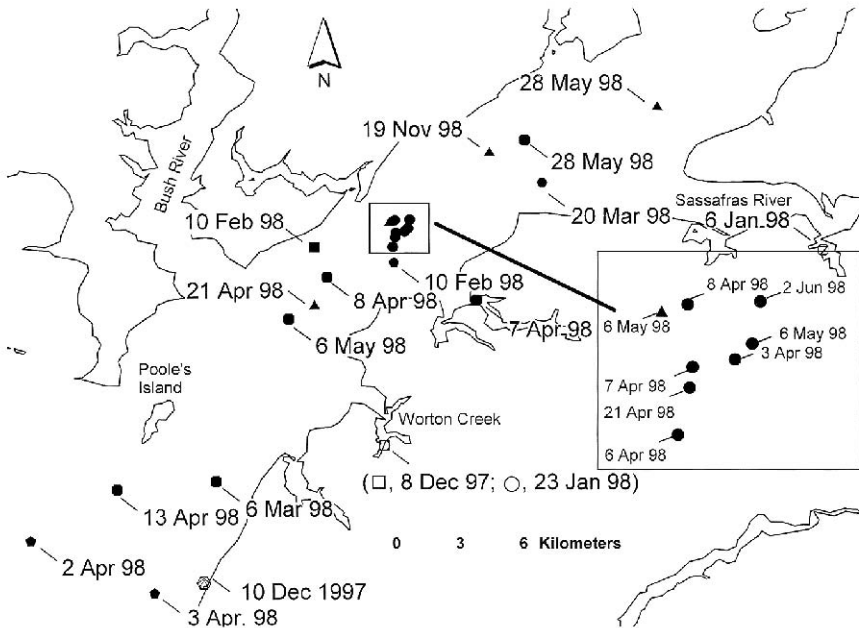 N
28 May 98
19 Nov 98
28 May 98
Bush River
Sassafras River
20 Mar 98
6 Jan 98
10 Feb 98
10 Feb 98
8 Apr 98
21 Apr 98
7 Apr 98
6 May 98
8 Apr 98
2 Jun 98
6 May 98
6 May 98
3 Apr 98
7 Apr 98
21 Apr 98
6 Apr 98
Poole's
Island
Worton Creek
(□, 8 Dec 97; ○, 23 Jan 98)
13 Apr 98
6 Mar 98
0 3 6 Kilometers
2 Apr 98
10 Dec 1997
3 Apr. 98